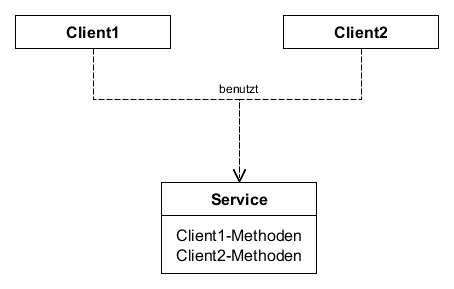 Client1
Client2
benutzt
Service
Client1-Methoden
Client2-Methoden